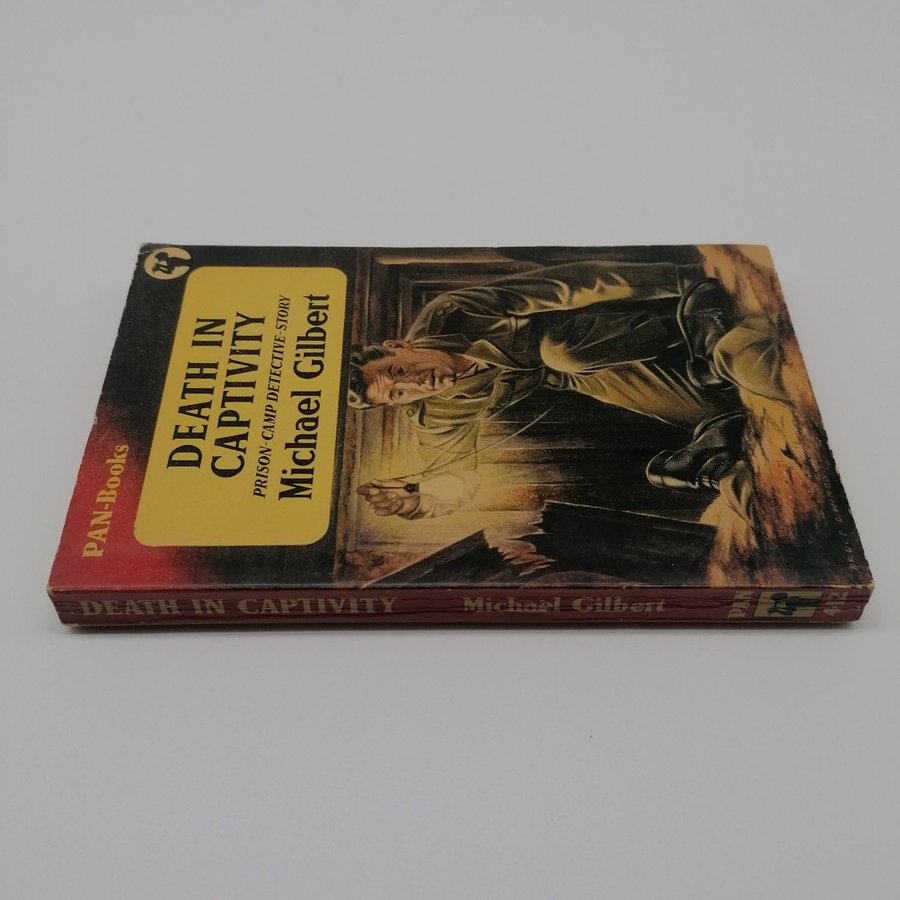 PAN-Books
DEATH IN
CAPTIVITY
PRISON-CAMP DETECTIVE-STORY
Michael Gilbert
DEATH IN CAPTIVITY Michael Gilbert PAN
412